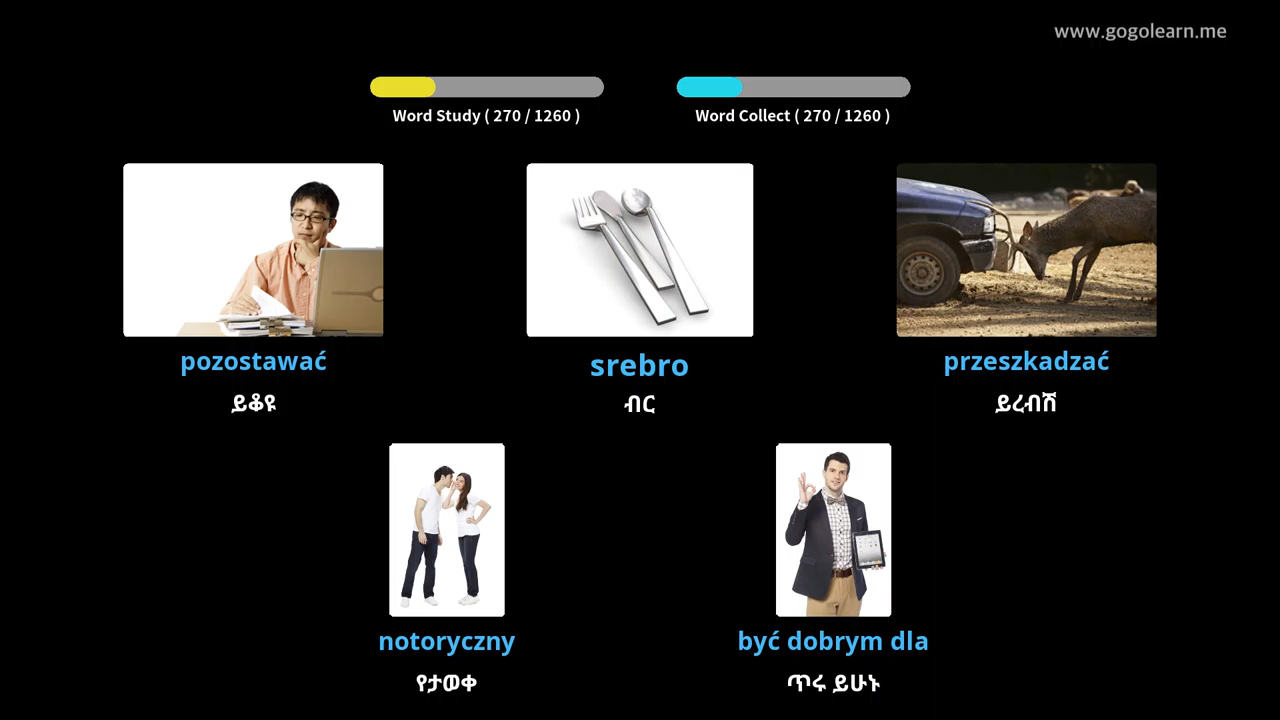 www.gogolearn.me
Word Study ( 270 / 1260 )
Word Collect ( 270 / 1260 )
pozostawać
ይቆዩ
srebro
ብር
przeszkadzać
ይረብሽ
notoryczny
የታወቀ
być dobrym dla
ጥሩ ይሁኑ